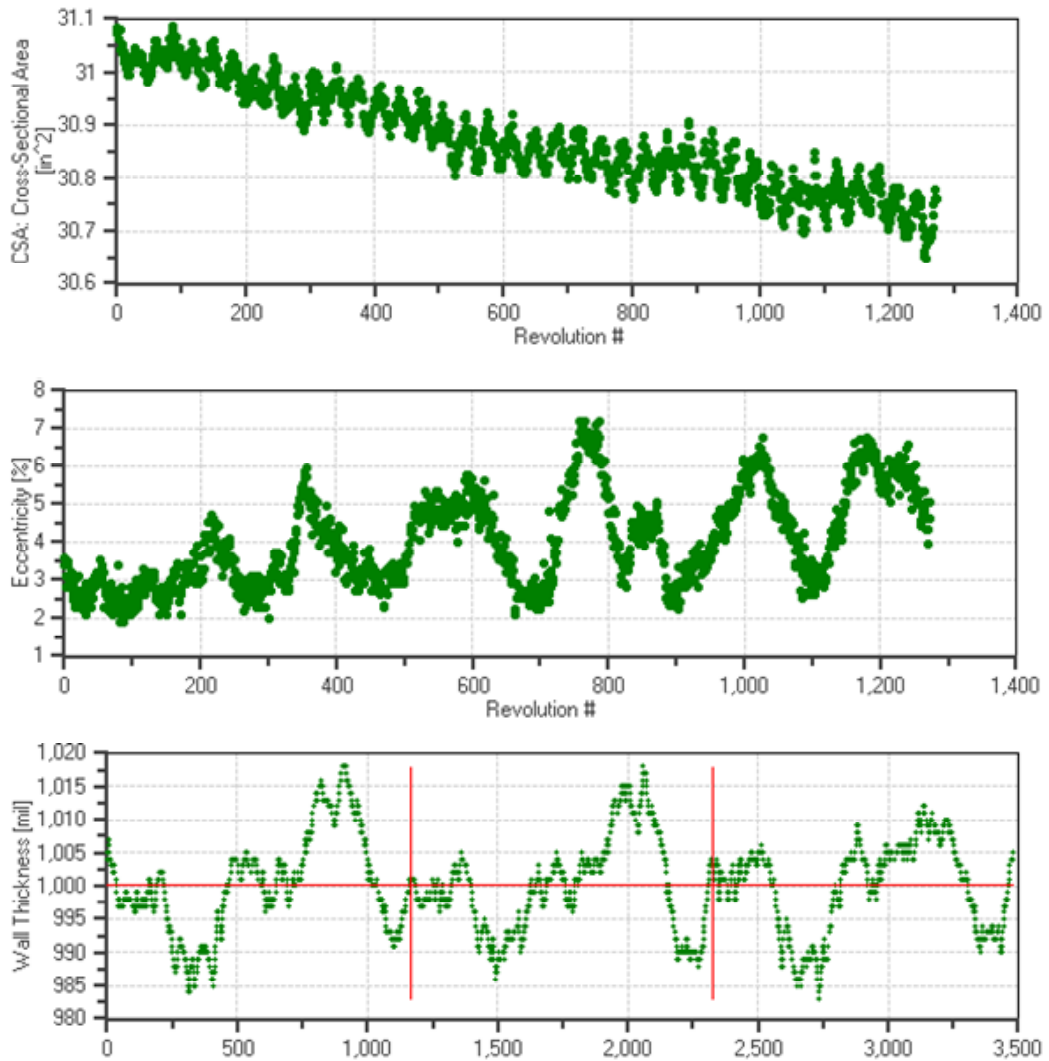 31.1
31
30.9
30.8
30.7
30.6
CSA: Cross-Sectional Area
[in^2]
0 200 400 600 800 1,000 1,200 1,400
Revolution #
8
7
6
5
4
3
2
1
Eccentricity [%]
0 200 400 600 800 1,000 1,200 1,400
Revolution #
1,020
1,015
1,010
1,005
1,000
995
990
985
980
Wall Thickness [mil]
0 500 1,000 1,500 2,000 2,500 3,000 3,500